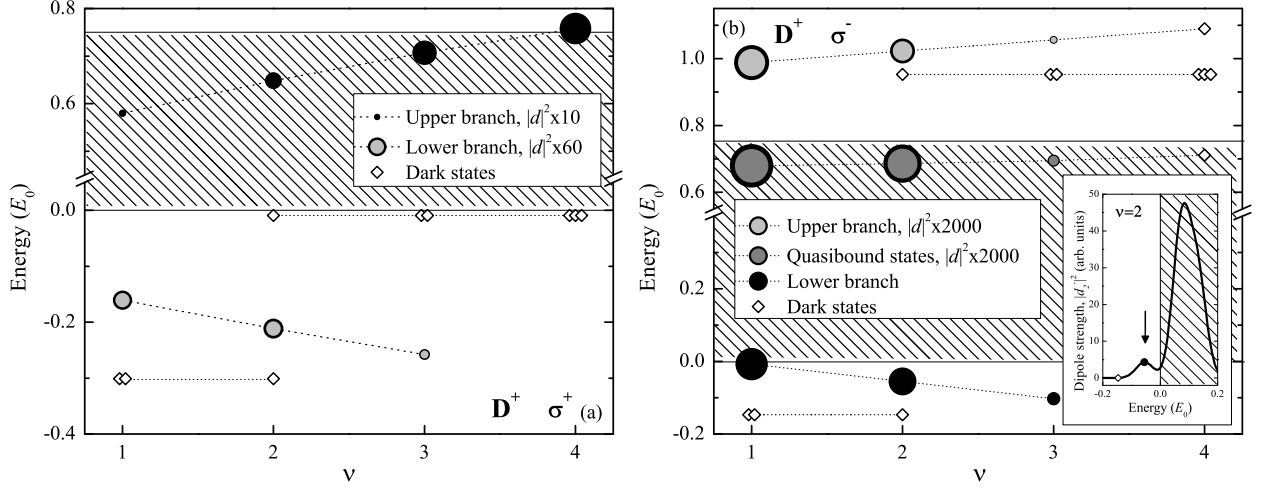 0.8
0.6
0.0
-0.2
-0.4
Energy (E₀)
Upper branch, |d|²x10
Lower branch, |d|²x60
Dark states
D⁺ σ⁺ (a)
1 2 3 4
ν
(b) D⁺ σ⁻
1.0
0.8
0.6
0.2
0.0
-0.2
Energy (E₀)
Upper branch, |d|²x2000
Quasibound states, |d|²x2000
Lower branch
Dark states
ν=2
50
40
30
20
10
0
Dipole strength, |d₂⁻|² (arb. units)
-0.2 0.0 0.2
Energy (E₀)
1 2 3 4
ν